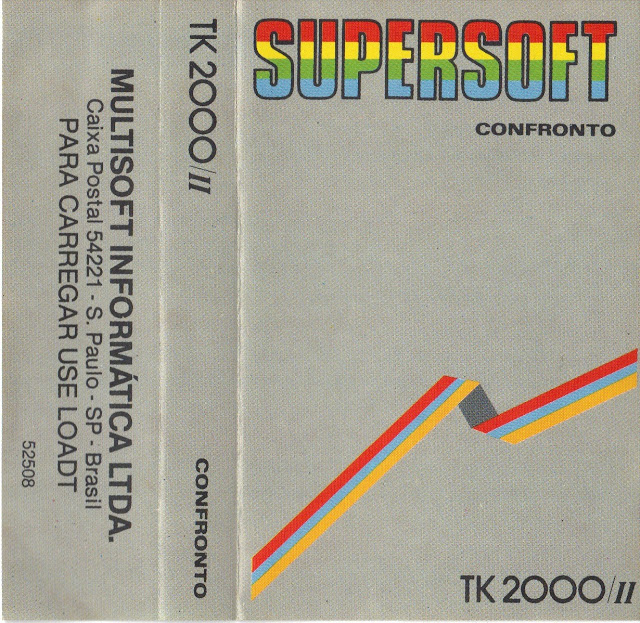 MULTISOFT INFORMÁTICA LTDA.
Caixa Postal 54221 - S. Paulo - SP - Brasil
PARA CARREGAR USE LOADT
52508
TK 2000/II
CONFRONTO
SUPERSOFT
CONFRONTO
TK 2000/II